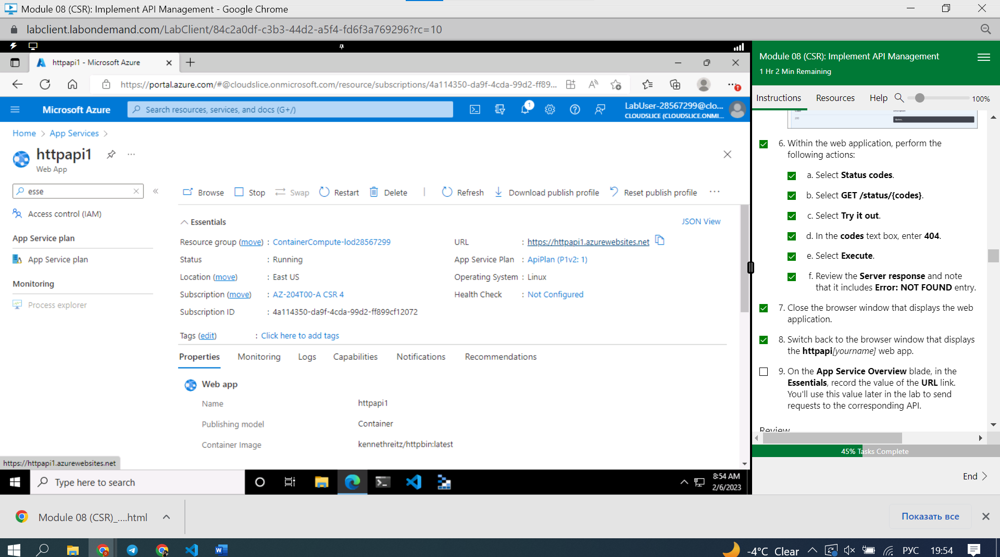 Module 08 (CSR): Implement API Management - Google Chrome
labclient.labondemand.com/LabClient/84c2a0df-c3b3-44d2-a5f4-fd6f3a769296?rc=10
httpapi1 - Microsoft Azure
https://portal.azure.com/#@cloudslice.onmicrosoft.com/resource/subscriptions/4a114350-da9f-4cda-99d2-ff89...
Microsoft Azure
Search resources, services, and docs (G+/)
1
LabUser-28567299@clo...
CLOUDSLICE (CLOUDSLICE.ONMI...
Home > App Services >
httpapi1
Web App
esse
Access control (IAM)
App Service plan
App Service plan
Monitoring
Process explorer
Browse Stop Swap Restart Delete Refresh Download publish profile Reset publish profile
Essentials
JSON View
Resource group (move) : ContainerCompute-lod28567299
Status : Running
Location (move) : East US
Subscription (move) : AZ-204T00-A CSR 4
Subscription ID : 4a114350-da9f-4cda-99d2-ff899cf12072
URL : https://httpapi1.azurewebsites.net
App Service Plan : ApiPlan (P1v2: 1)
Operating System : Linux
Health Check : Not Configured
Tags (edit) : Click here to add tags
Properties Monitoring Logs Capabilities Notifications Recommendations
Web app
Name httpapi1
Publishing model Container
Container Image kennethreitz/httpbin:latest
https://httpapi1.azurewebsites.net
Type here to search
8:54 AM
2/6/2023
Module 08 (CSR): Implement API Management
1 Hr 2 Min Remaining
Instructions Resources Help 100%
200
6. Within the web application, perform the
following actions:
a. Select Status codes.
b. Select GET /status/{codes}.
c. Select Try it out.
d. In the codes text box, enter 404.
e. Select Execute.
f. Review the Server response and note
that it includes Error: NOT FOUND entry.
7. Close the browser window that displays the web
application.
8. Switch back to the browser window that displays
the httpapi[yourname] web app.
9. On the App Service Overview blade, in the
Essentials, record the value of the URL link.
You'll use this value later in the lab to send
requests to the corresponding API.
Review
45% Tasks Complete
End
Module 08 (CSR)_....html
Показать все
-4°C Clear
РУС
19:54